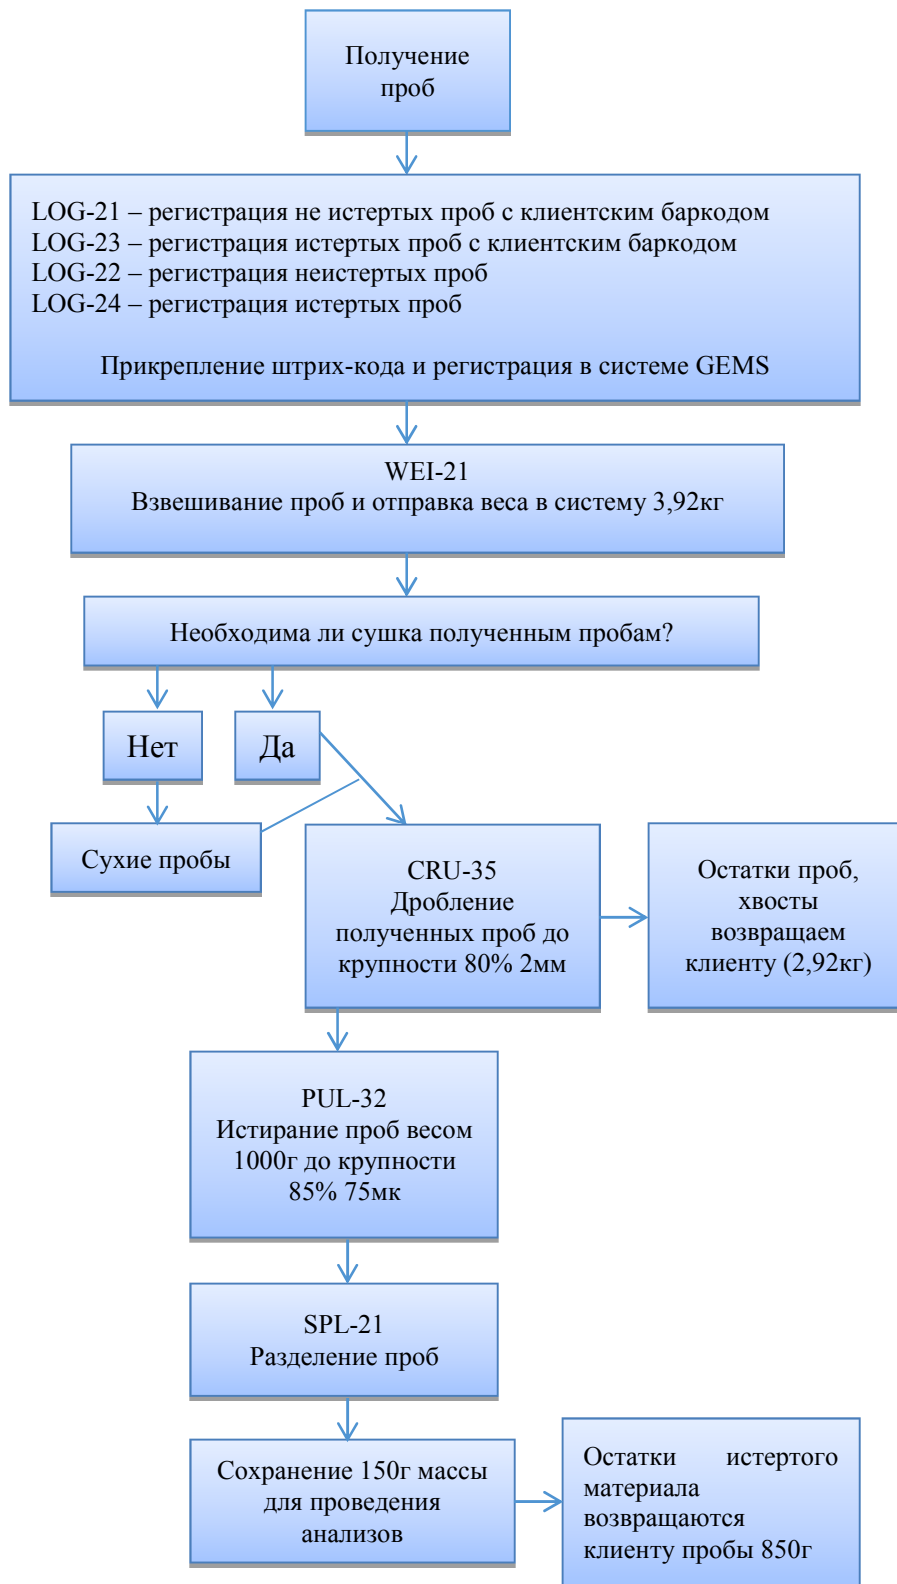 Получение
проб
LOG-21 – регистрация не истертых проб с клиентским баркодом
LOG-23 – регистрация истертых проб с клиентским баркодом
LOG-22 – регистрация неистертых проб
LOG-24 – регистрация истертых проб
Прикрепление штрих-кода и регистрация в системе GEMS
WEI-21
Взвешивание проб и отправка веса в систему 3,92кг
Необходима ли сушка полученным пробам?
Нет
Да
Сухие пробы
CRU-35
Дробление
полученных проб до
крупности 80% 2мм
Остатки проб,
хвосты
возвращаем
клиенту (2,92кг)
PUL-32
Истирание проб весом
1000г до крупности
85% 75мк
SPL-21
Разделение проб
Сохранение 150г массы
для проведения
анализов
Остатки истертого
материала
возвращаются
клиенту пробы 850г